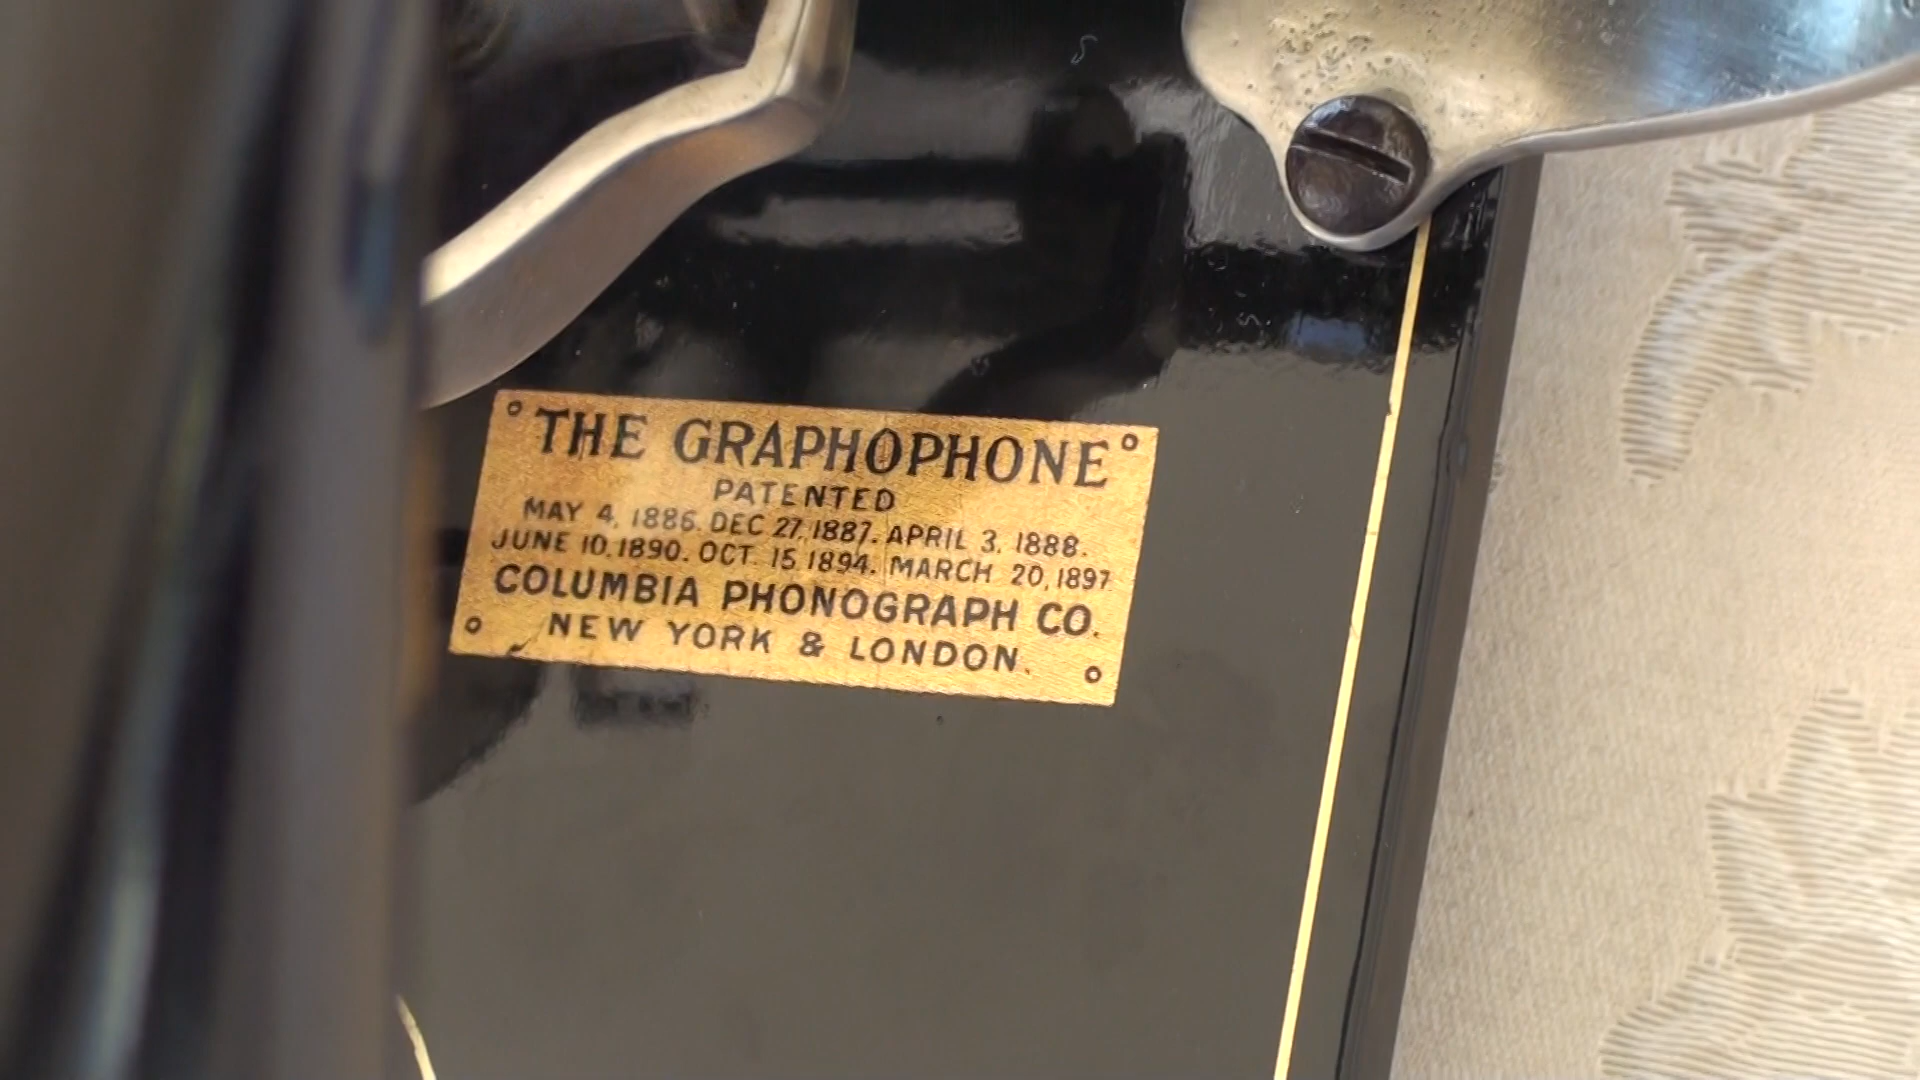 THE GRAPHOPHONE
PATENTED
MAY 4, 1886. DEC 27, 1887. APRIL 3, 1888.
JUNE 10, 1890. OCT. 15, 1894. MARCH 20, 1897
COLUMBIA PHONOGRAPH CO.
NEW YORK & LONDON.